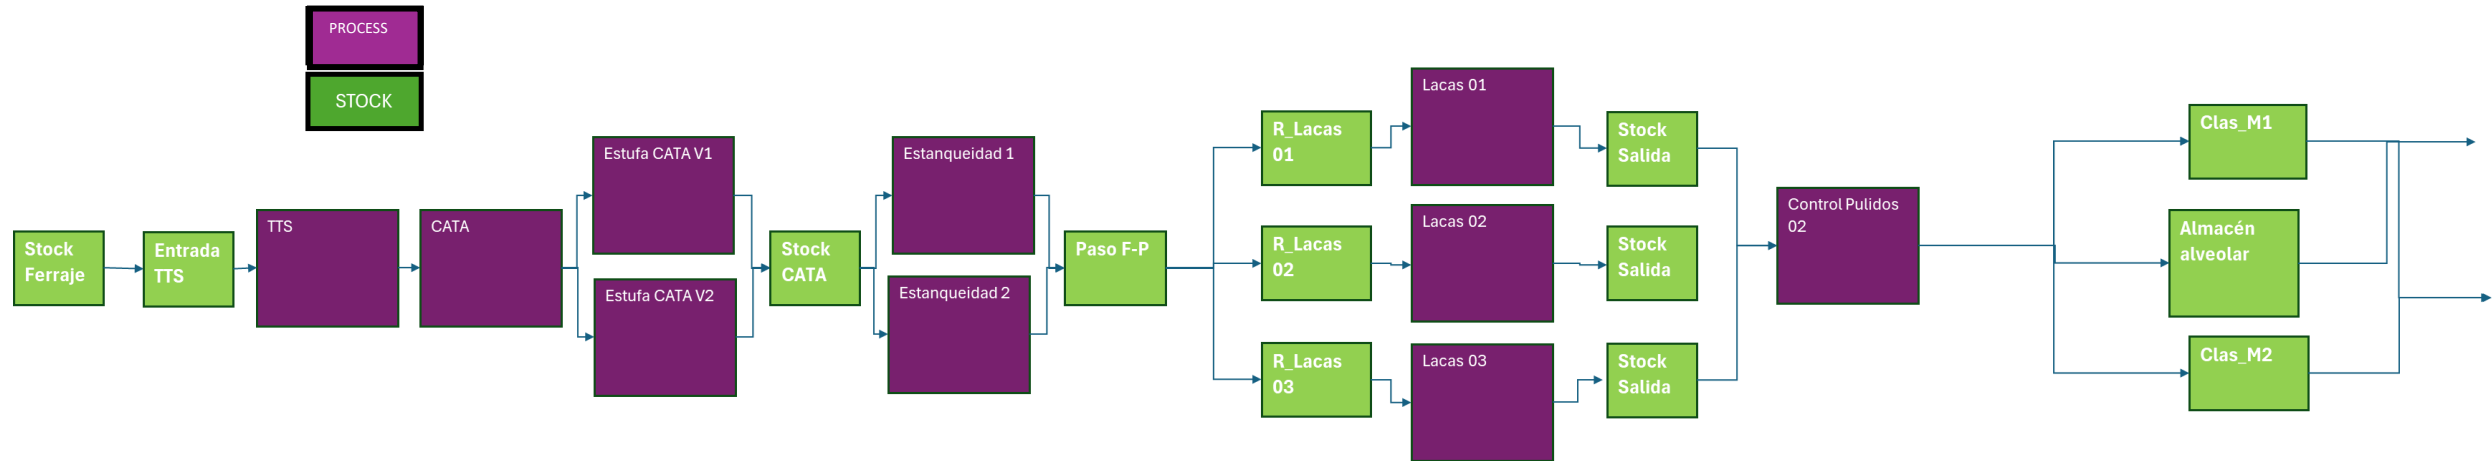 PROCESS
STOCK
Stock
Ferraje
Entrada
TTS
TTS
CATA
Estufa CATA V1
Estufa CATA V2
Stock
CATA
Estanqueidad 1
Estanqueidad 2
Paso F-P
R_Lacas
01
R_Lacas
02
R_Lacas
03
Lacas 01
Lacas 02
Lacas 03
Stock
Salida
Stock
Salida
Stock
Salida
Control Pulidos
02
Clas_M1
Almacén
alveolar
Clas_M2